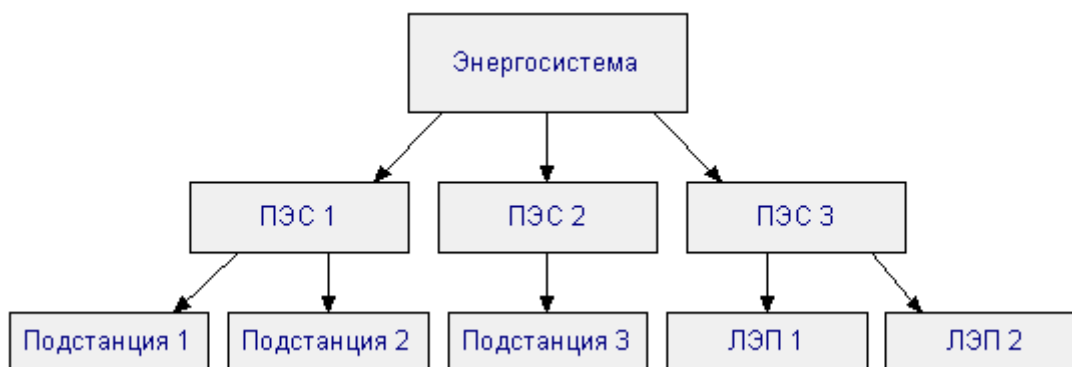 Энергосистема
ПЭС 1
ПЭС 2
ПЭС 3
Подстанция 1
Подстанция 2
Подстанция 3
ЛЭП 1
ЛЭП 2